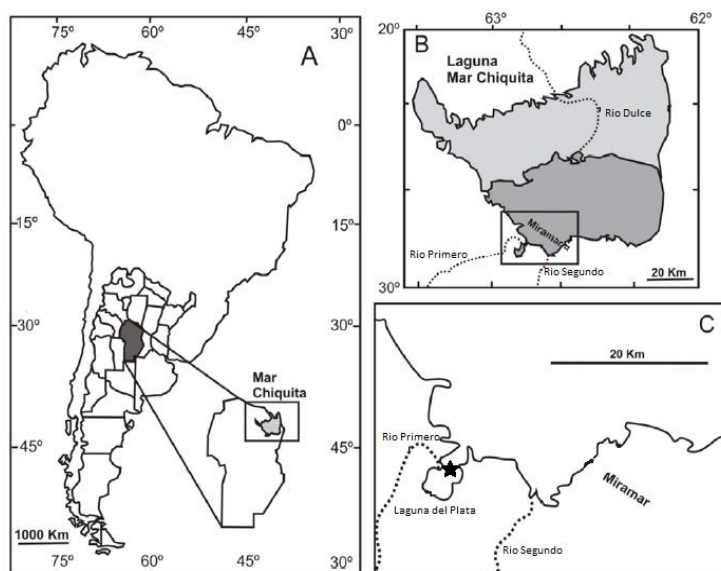 75º 60º 45º 30º
A
0º
15º
30º
45º
0º
15º
30º
45º
Mar
Chiquita
1000 Km
75º 60º 45º 30º
63 62
20º
B
Laguna
Mar Chiquita
Rio Dulce
Miramar
Rio Primero
Rio Segundo
30º
20 Km
C
20 Km
Rio Primero
Miramar
Laguna del Plata
Rio Segundo